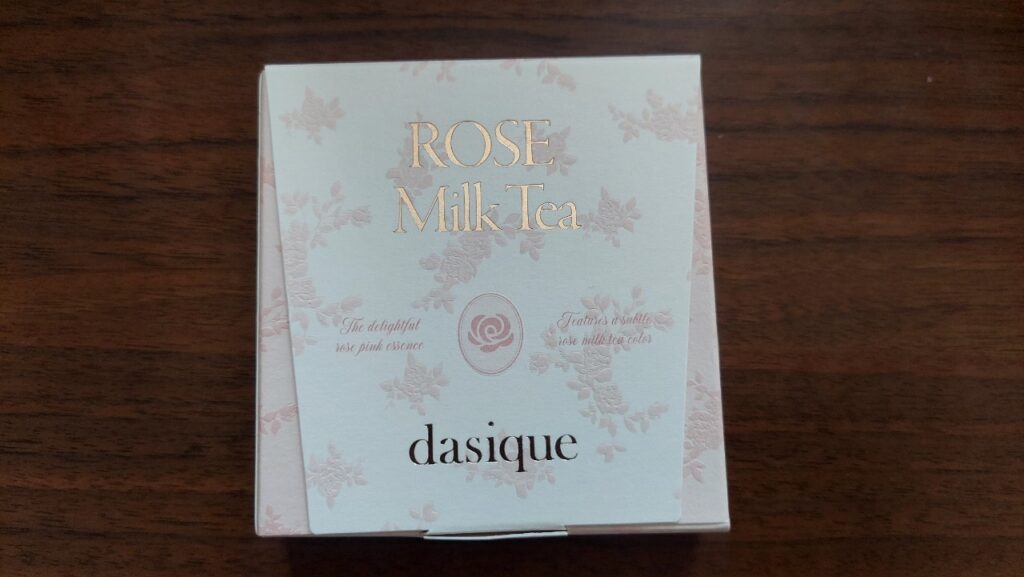 ROSE
Milk Tea
The delightful
rose pink essence
Features a subtle
rose milk tea color
dasique